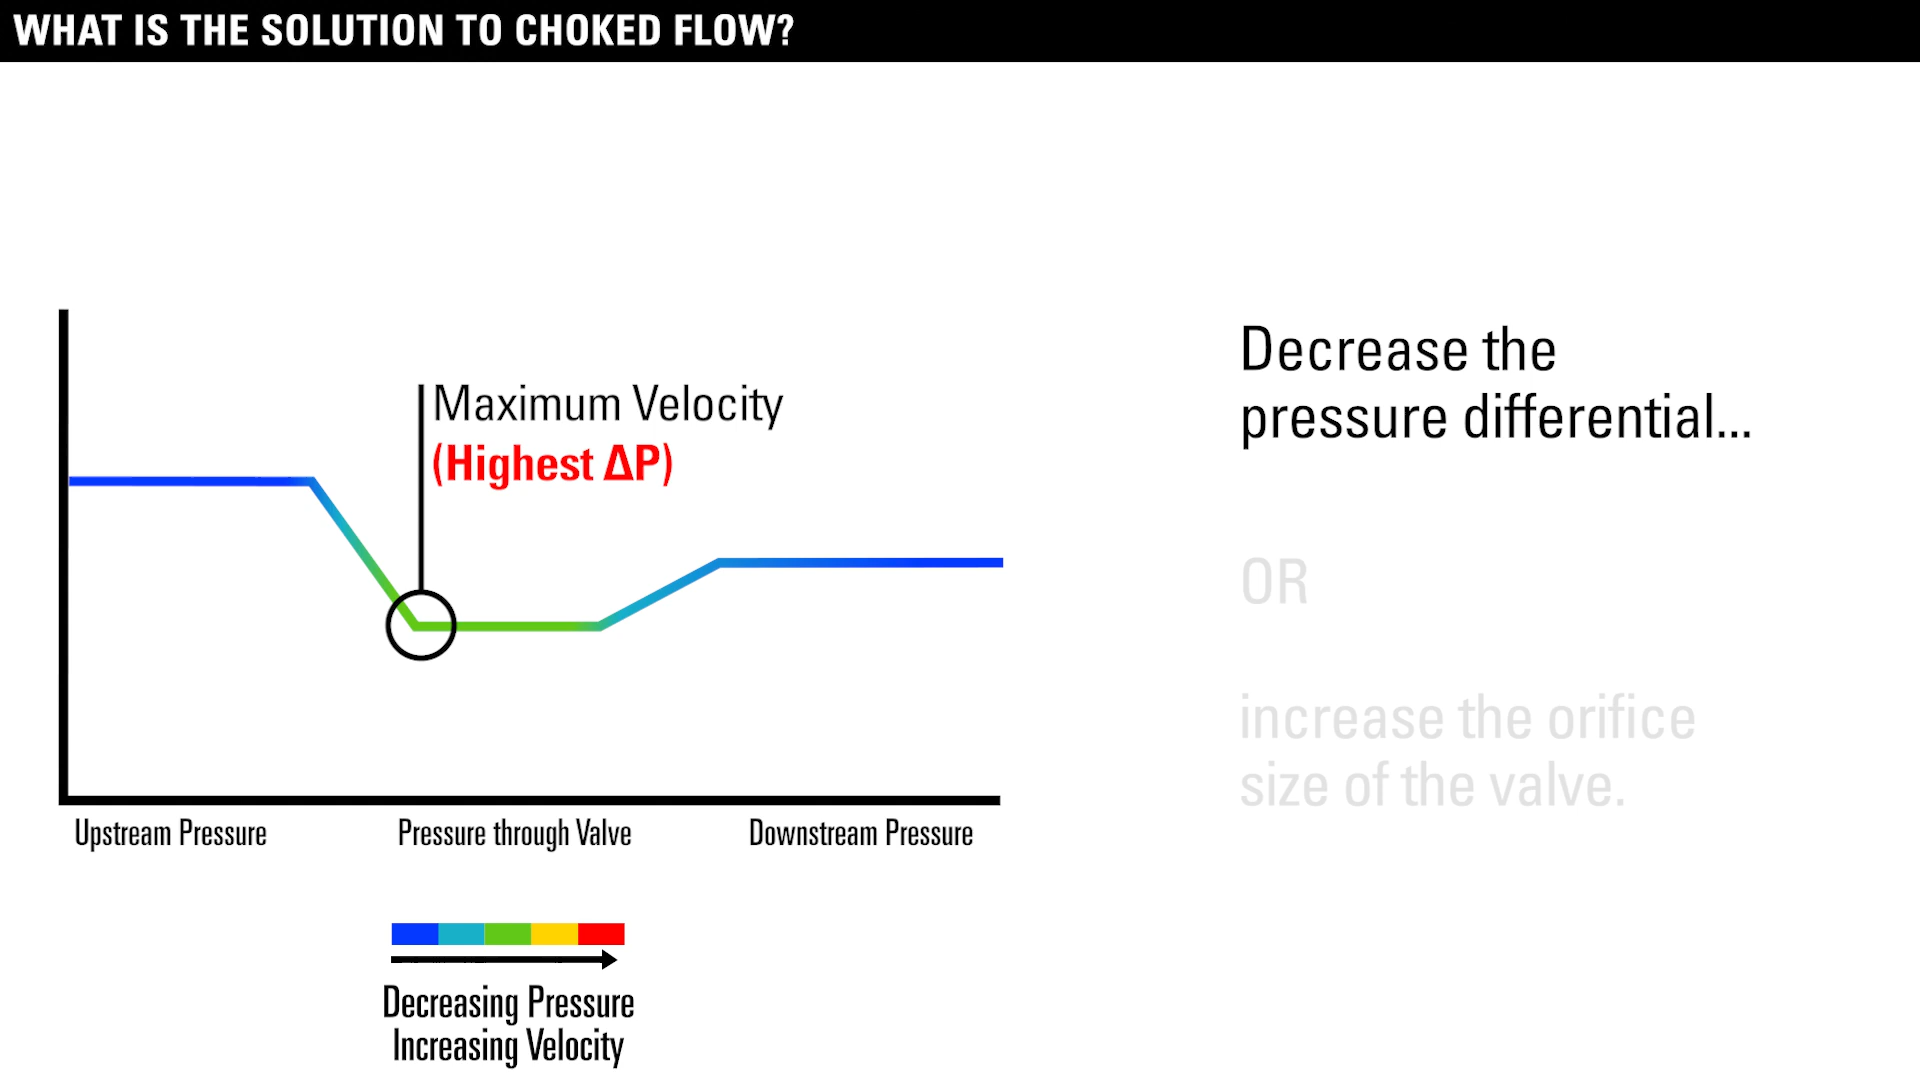 WHAT IS THE SOLUTION TO CHOKED FLOW?
Maximum Velocity
(Highest ΔP)
Decrease the
pressure differential...
OR
increase the orifice
size of the valve.
Upstream Pressure
Pressure through Valve
Downstream Pressure
Decreasing Pressure
Increasing Velocity